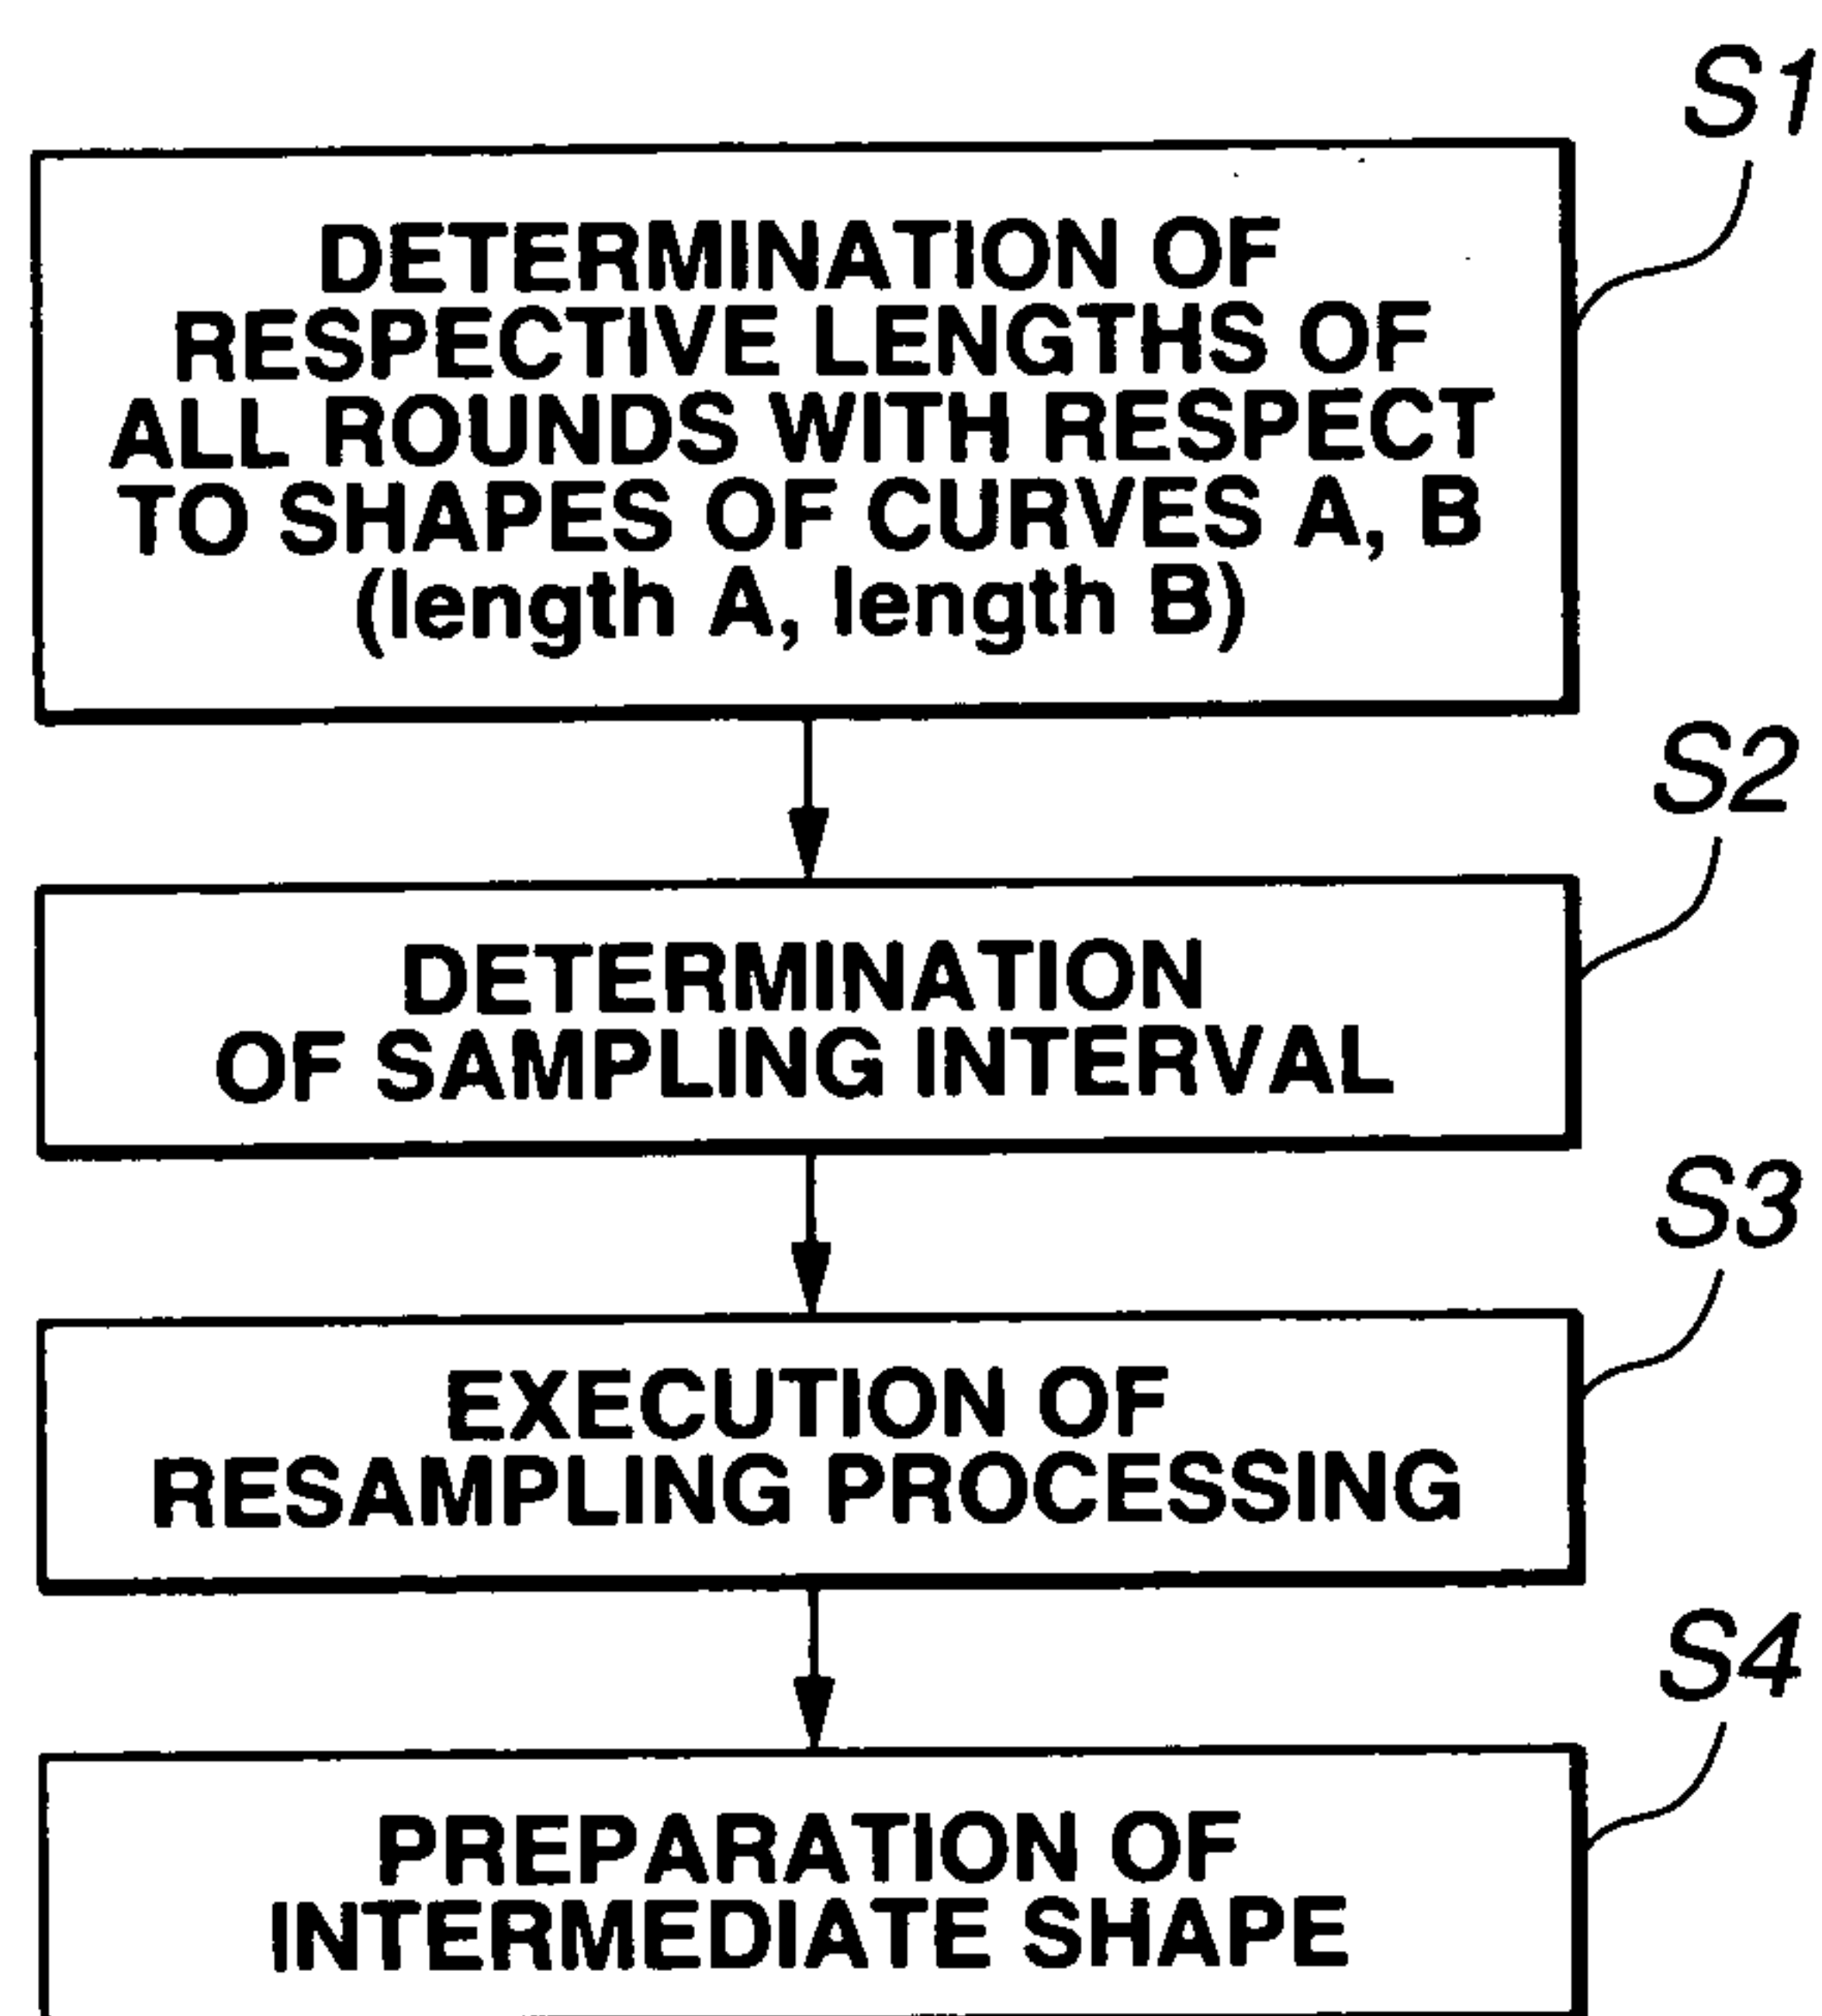 S1
DETERMINATION OF
RESPECTIVE LENGTHS OF
ALL ROUNDS WITH RESPECT
TO SHAPES OF CURVES A, B
(length A, length B)
S2
DETERMINATION
OF SAMPLING INTERVAL
S3
EXECUTION OF
RESAMPLING PROCESSING
S4
PREPARATION OF
INTERMEDIATE SHAPE